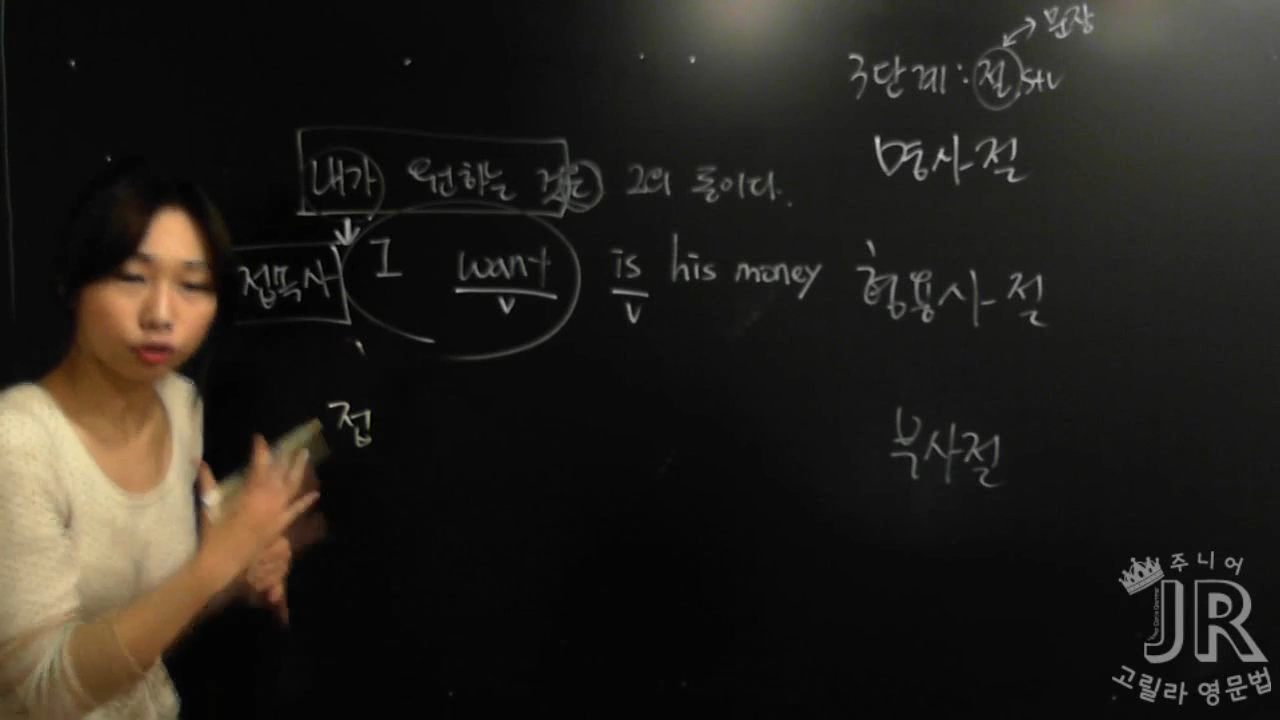 문장
3단계 : 절 S+V
명사절
내가 원하는 것은 그의 돈이다.
접속사 I want is his money
V V
형용사절
접
부사절
주니어
JR
고릴라 영문법